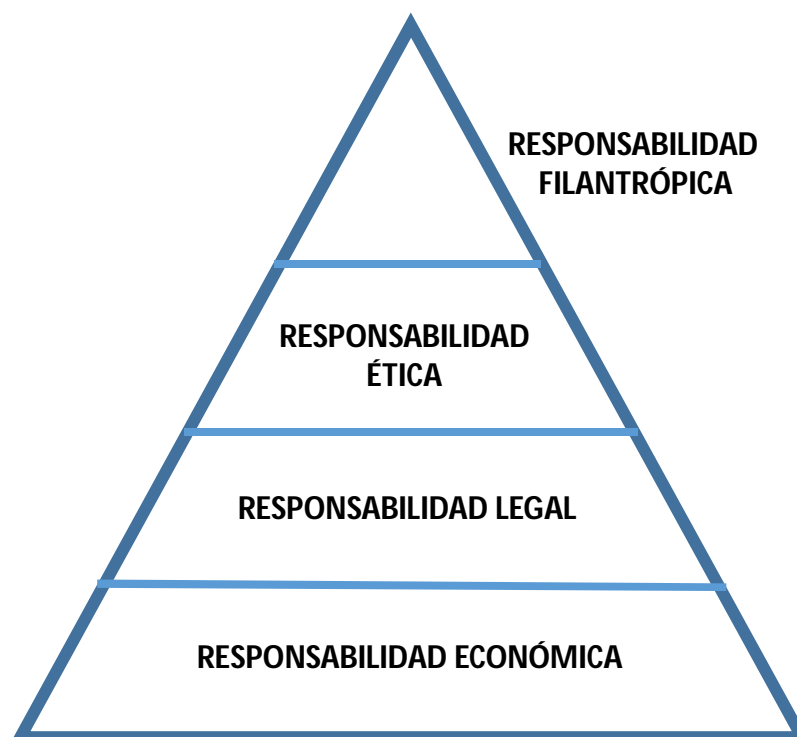 RESPONSABILIDAD
FILANTRÓPICA
RESPONSABILIDAD
ÉTICA
RESPONSABILIDAD LEGAL
RESPONSABILIDAD ECONÓMICA